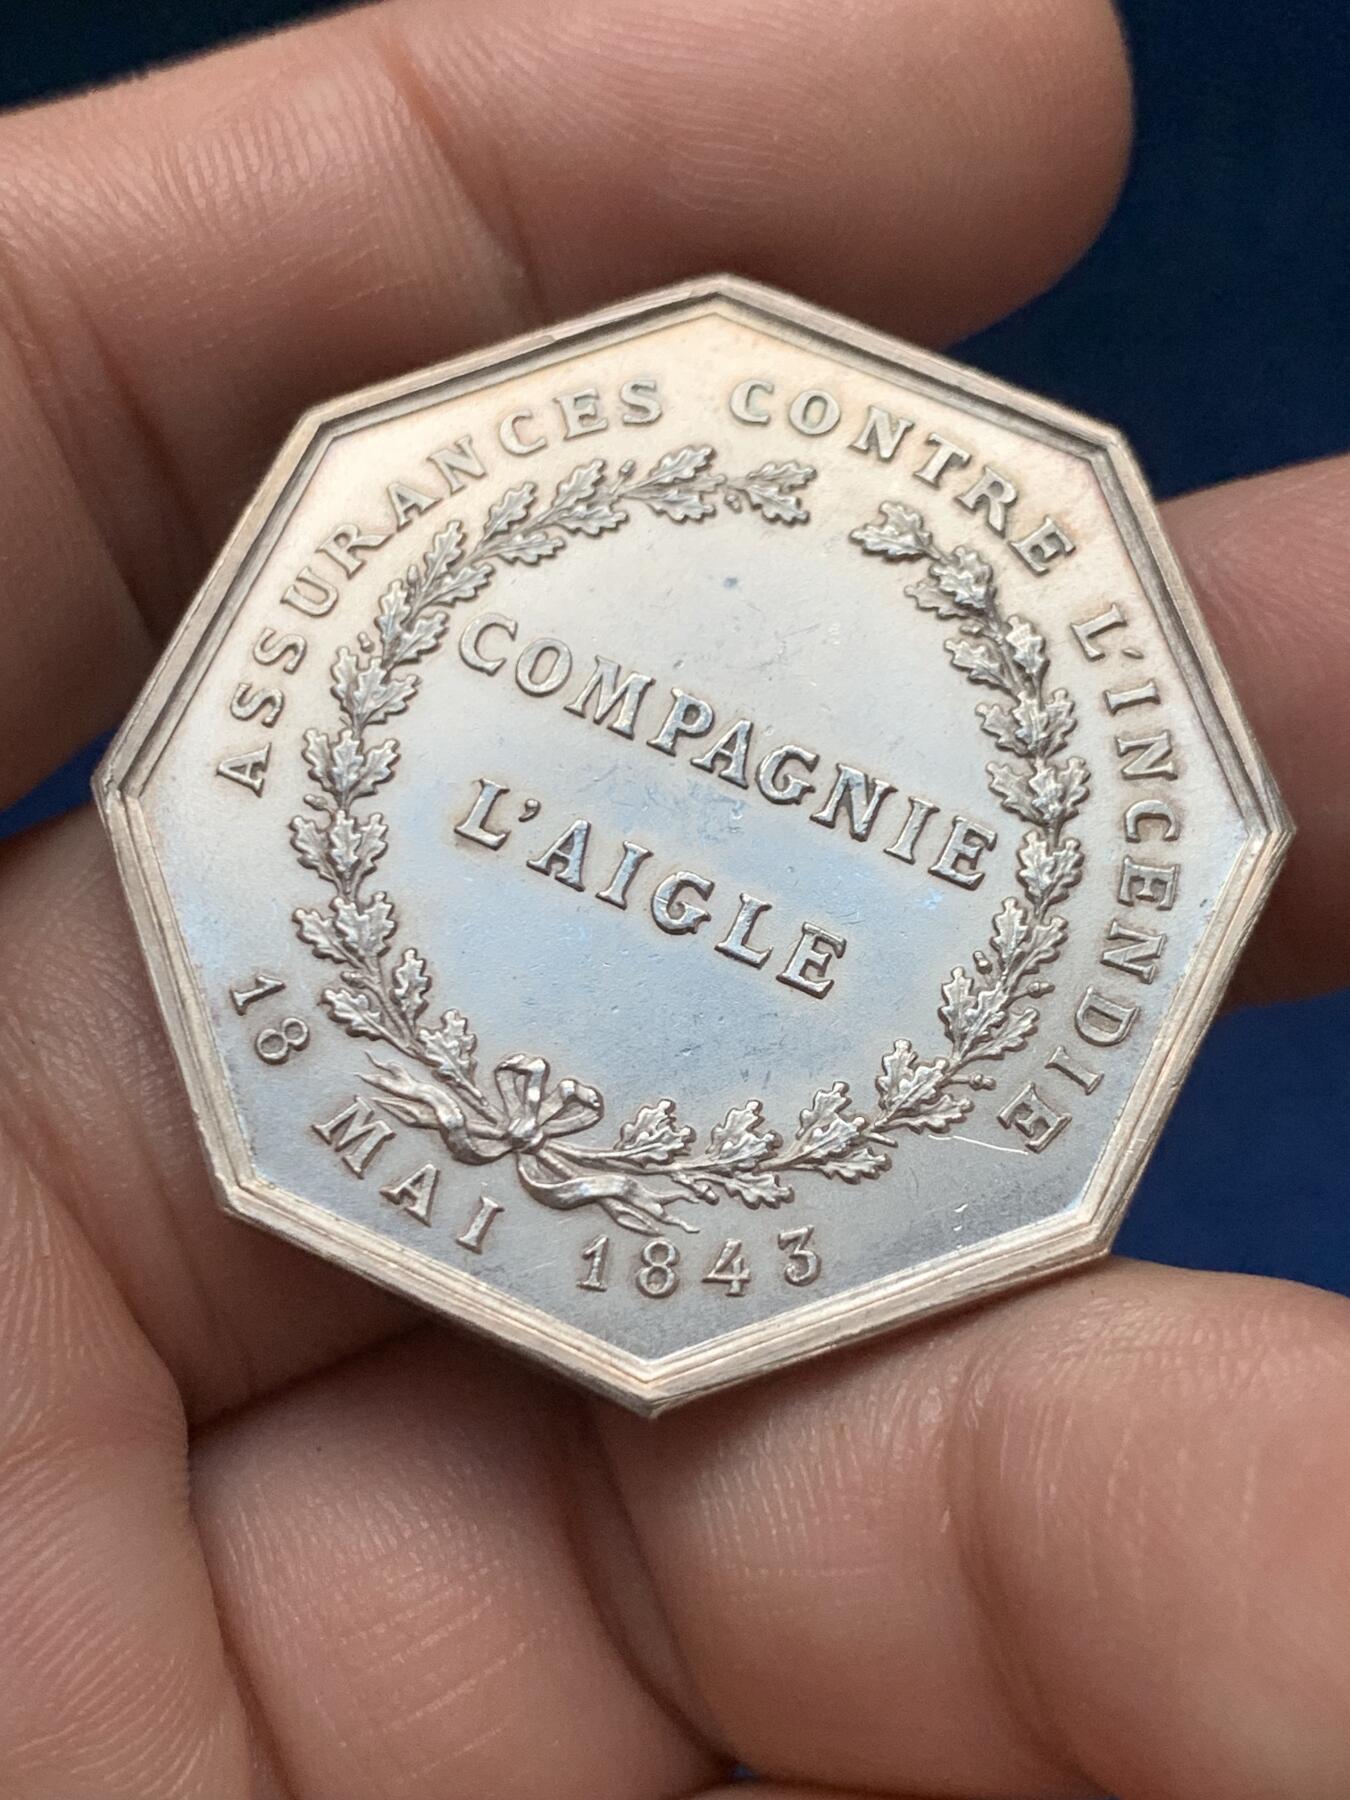 ASSURANCES CONTRE L'INCENDIE
COMPAGNIE
L'AIGLE
18 MAI 1843